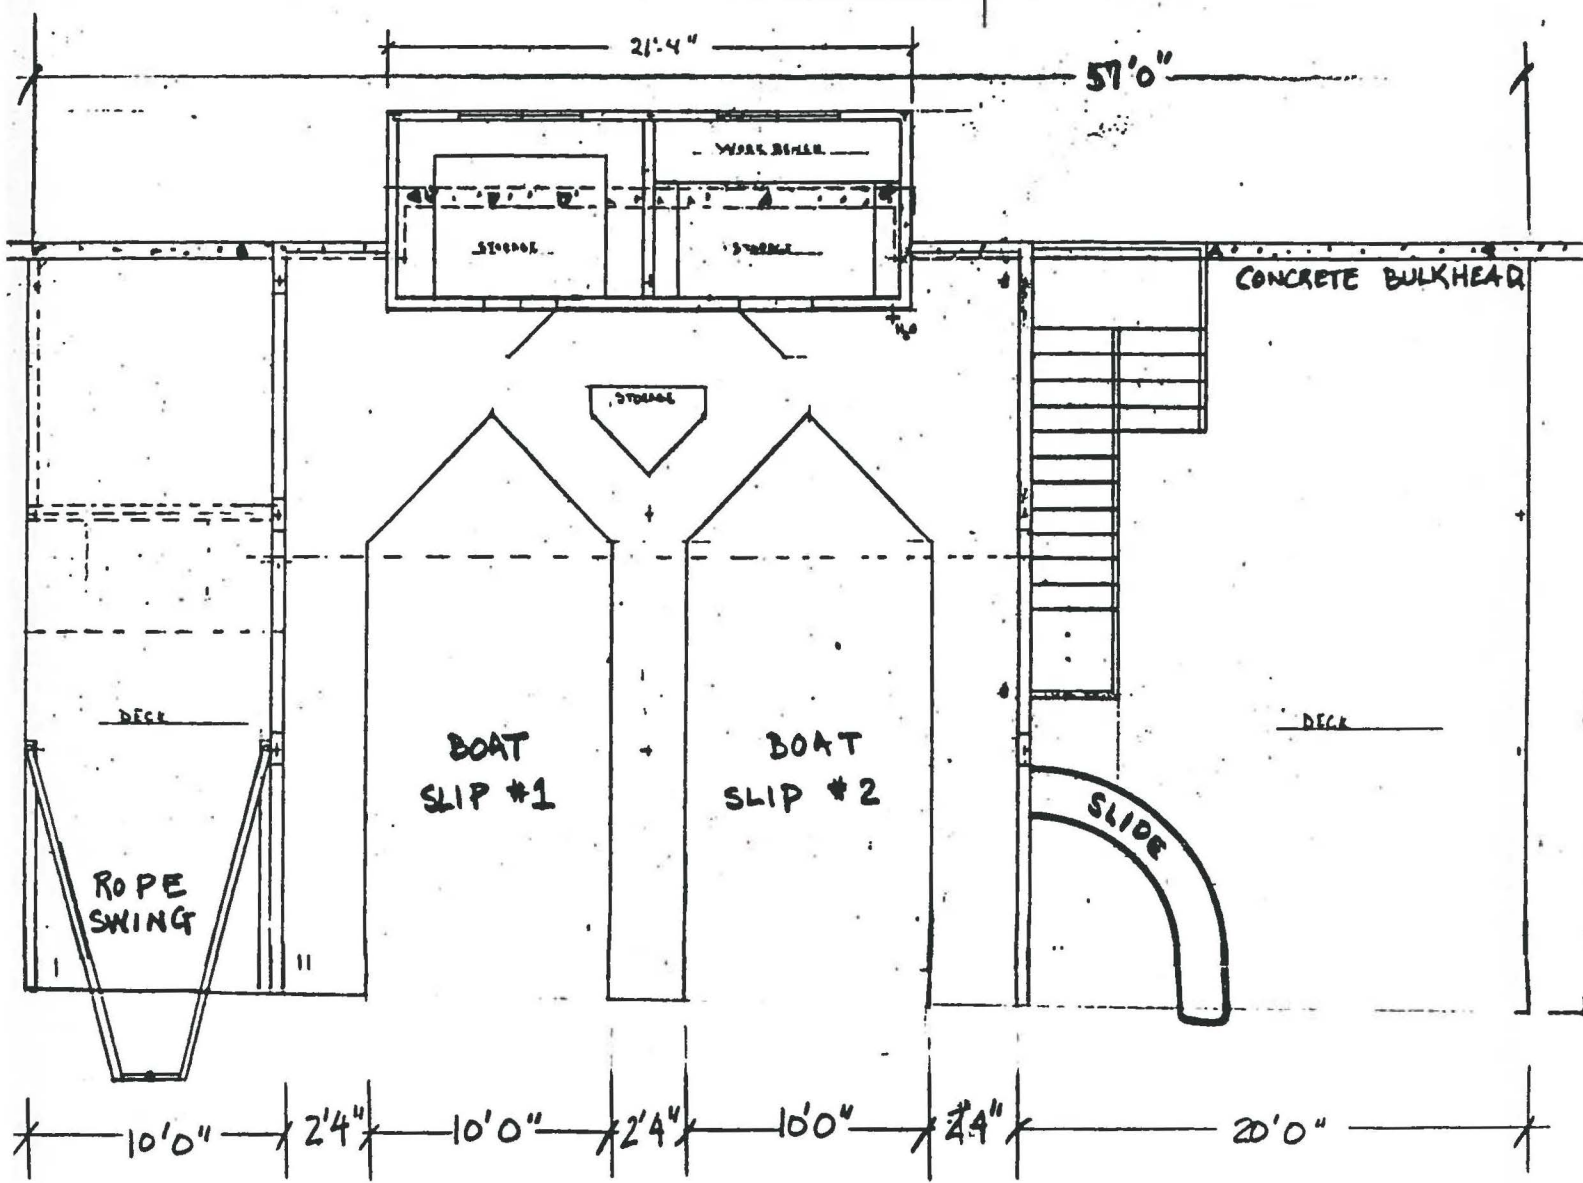 21'-4"
57'0"
WORK BENCH
STORAGE
STORAGE
CONCRETE BULKHEAD
H2O
STORAGE
DECK
DECK
BOAT
SLIP #1
BOAT
SLIP #2
SLIDE
ROPE
SWING
10'0"
2'4"
10'0"
2'4"
10'0"
2'4"
20'0"